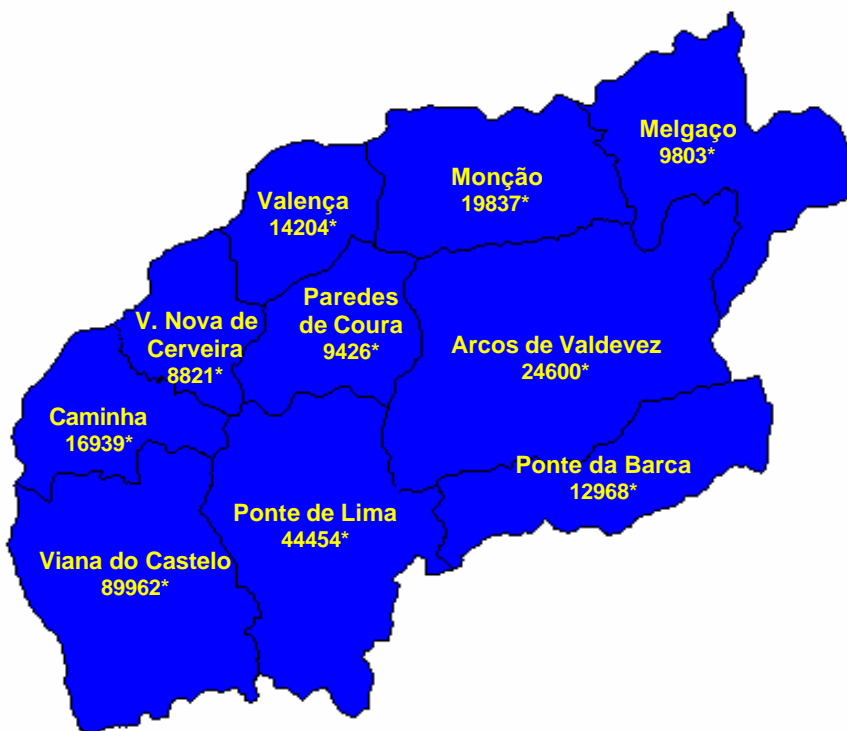 Melgaço
9803*
Monção
19837*
Valença
14204*
Paredes
de Coura
9426*
V. Nova de
Cerveira
8821*
Arcos de Valdevez
24600*
Caminha
16939*
Ponte da Barca
12968*
Ponte de Lima
44454*
Viana do Castelo
89962*